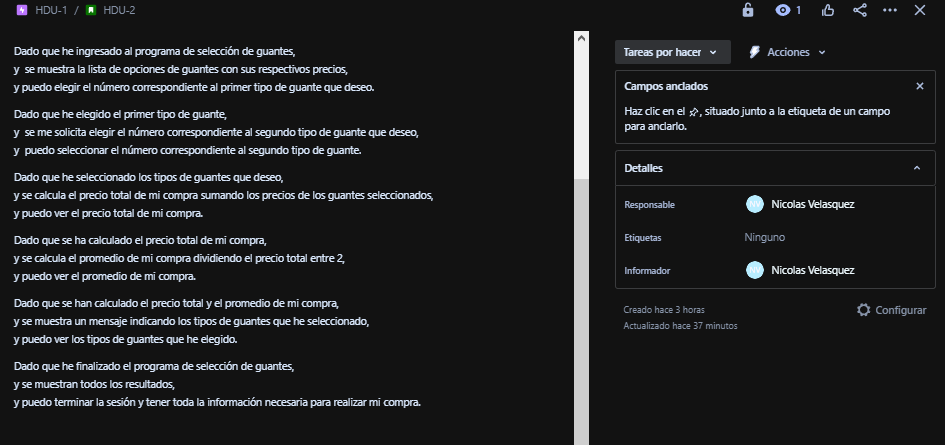 HDU-1 / HDU-2
1
Dado que he ingresado al programa de selección de guantes,
y se muestra la lista de opciones de guantes con sus respectivos precios,
y puedo elegir el número correspondiente al primer tipo de guante que deseo.
Dado que he elegido el primer tipo de guante,
y se me solicita elegir el número correspondiente al segundo tipo de guante que deseo,
y puedo seleccionar el número correspondiente al segundo tipo de guante.
Dado que he seleccionado los tipos de guantes que deseo,
y se calcula el precio total de mi compra sumando los precios de los guantes seleccionados,
y puedo ver el precio total de mi compra.
Dado que se ha calculado el precio total de mi compra,
y se calcula el promedio de mi compra dividiendo el precio total entre 2,
y puedo ver el promedio de mi compra.
Dado que se han calculado el precio total y el promedio de mi compra,
y se muestra un mensaje indicando los tipos de guantes que he seleccionado,
y puedo ver los tipos de guantes que he elegido.
Dado que he finalizado el programa de selección de guantes,
y se muestran todos los resultados,
y puedo terminar la sesión y tener toda la información necesaria para realizar mi compra.
Tareas por hacer
Acciones
Campos anclados
Haz clic en el , situado junto a la etiqueta de un campo
para anclarlo.
Detalles
Responsable
NV Nicolas Velasquez
Etiquetas
Ninguno
Informador
NV Nicolas Velasquez
Creado hace 3 horas
Actualizado hace 37 minutos
Configurar